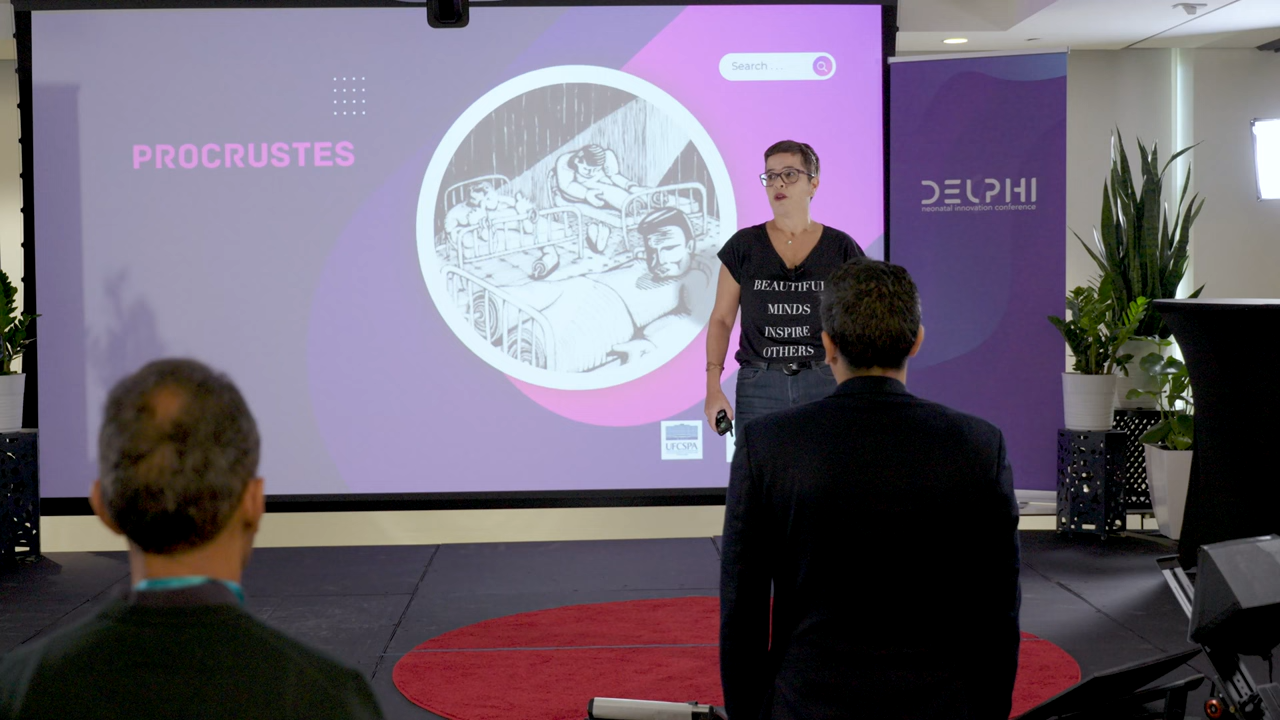 PROCRUSTES
Search ...
DELPHI
neonatal innovation conference
BEAUTIFUL
MINDS
INSPIRE
OTHERS
UFCSPA